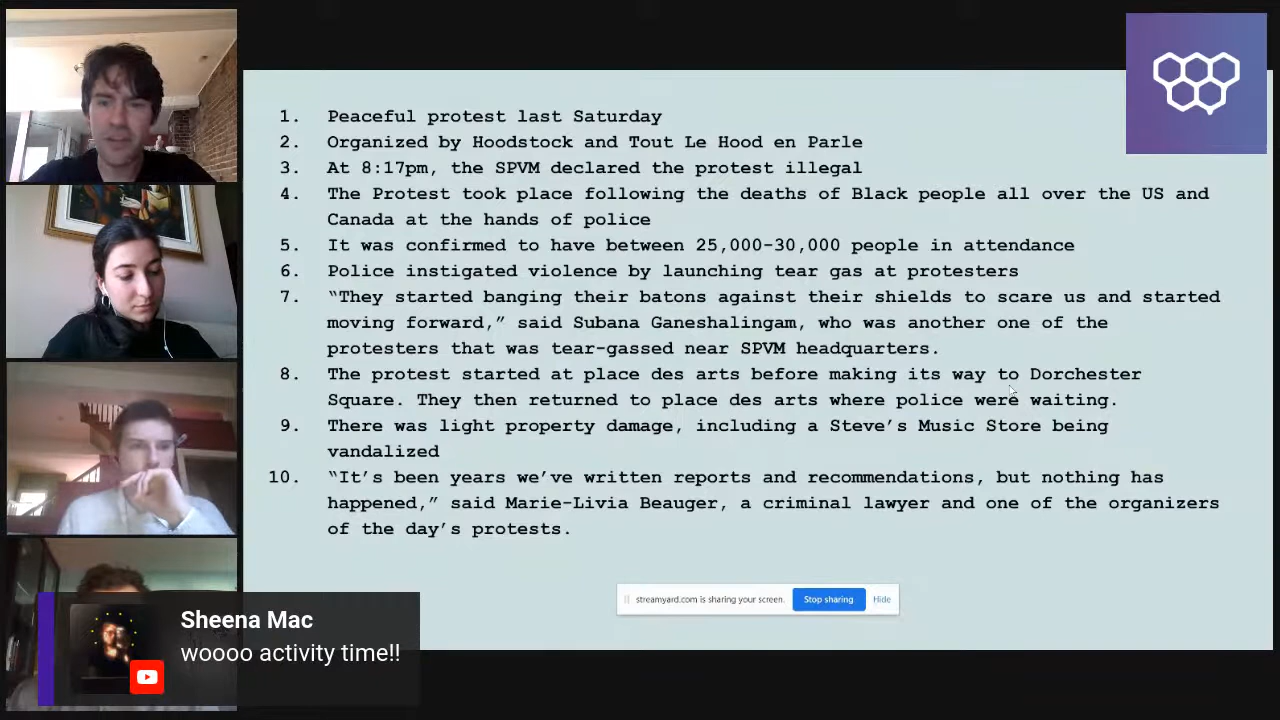 1. Peaceful protest last Saturday
2. Organized by Hoodstock and Tout Le Hood en Parle
3. At 8:17pm, the SPVM declared the protest illegal
4. The Protest took place following the deaths of Black people all over the US and
Canada at the hands of police
5. It was confirmed to have between 25,000-30,000 people in attendance
6. Police instigated violence by launching tear gas at protesters
7. “They started banging their batons against their shields to scare us and started
moving forward,” said Subana Ganeshalingam, who was another one of the
protesters that was tear-gassed near SPVM headquarters.
8. The protest started at place des arts before making its way to Dorchester
Square. They then returned to place des arts where police were waiting.
9. There was light property damage, including a Steve’s Music Store being
vandalized
10. “It’s been years we’ve written reports and recommendations, but nothing has
happened,” said Marie-Livia Beauger, a criminal lawyer and one of the organizers
of the day’s protests.
streamyard.com is sharing your screen. Stop sharing Hide
Sheena Mac
woooo activity time!!